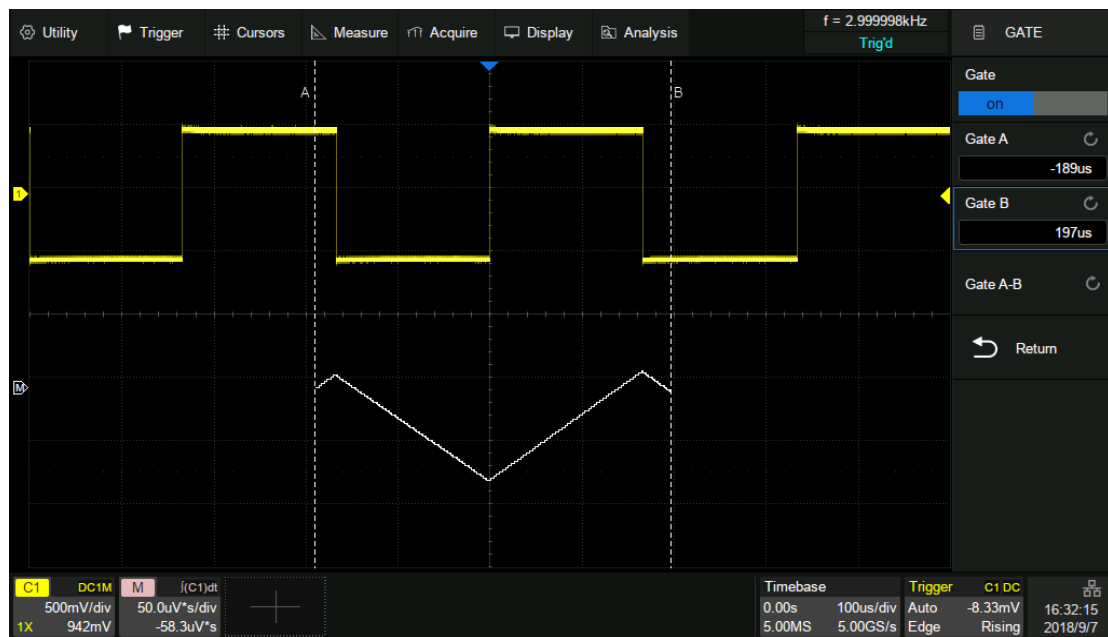 Utility Trigger Cursors Measure Acquire Display Analysis
f = 2.999998kHz
Trig'd
GATE
A
B
1
M
Gate
on
Gate A
-189us
Gate B
197us
Gate A-B
Return
C1 DC1M
500mV/div
1X 942mV
M ∫(C1)dt
50.0uV*s/div
-58.3uV*s
Timebase
0.00s 100us/div
5.00MS 5.00GS/s
Trigger C1 DC
Auto -8.33mV
Edge Rising
16:32:15
2018/9/7